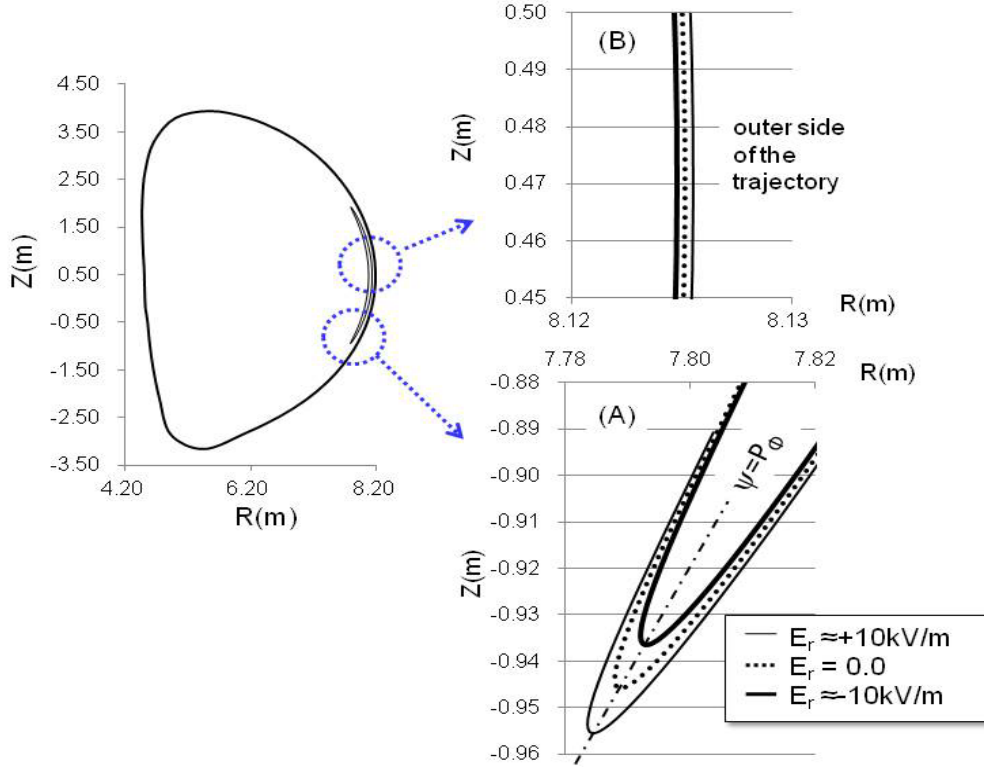 4.50
3.50
2.50
1.50
0.50
-0.50
-1.50
-2.50
-3.50
Z(m)
4.20 6.20 8.20
R(m)
0.50
0.49
0.48
0.47
0.46
0.45
Z(m)
(B)
outer side
of the
trajectory
8.12 8.13
R(m)
7.78 7.80 7.82
R(m)
-0.88
-0.89
-0.90
-0.91
-0.92
-0.93
-0.94
-0.95
-0.96
Z(m)
(A)
ψ=PΦ
Er ≈+10kV/m
Er = 0.0
Er ≈-10kV/m